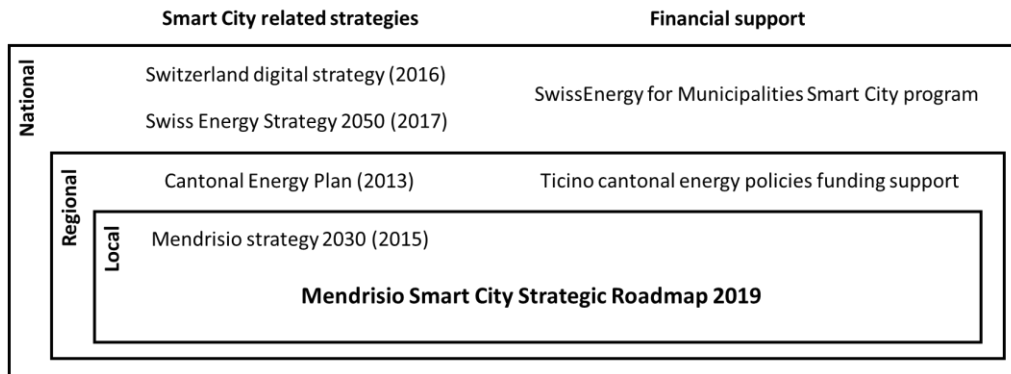 Smart City related strategies
Financial support
National
Switzerland digital strategy (2016)
SwissEnergy for Municipalities Smart City program
Swiss Energy Strategy 2050 (2017)
Regional
Cantonal Energy Plan (2013)
Ticino cantonal energy policies funding support
Local
Mendrisio strategy 2030 (2015)
Mendrisio Smart City Strategic Roadmap 2019